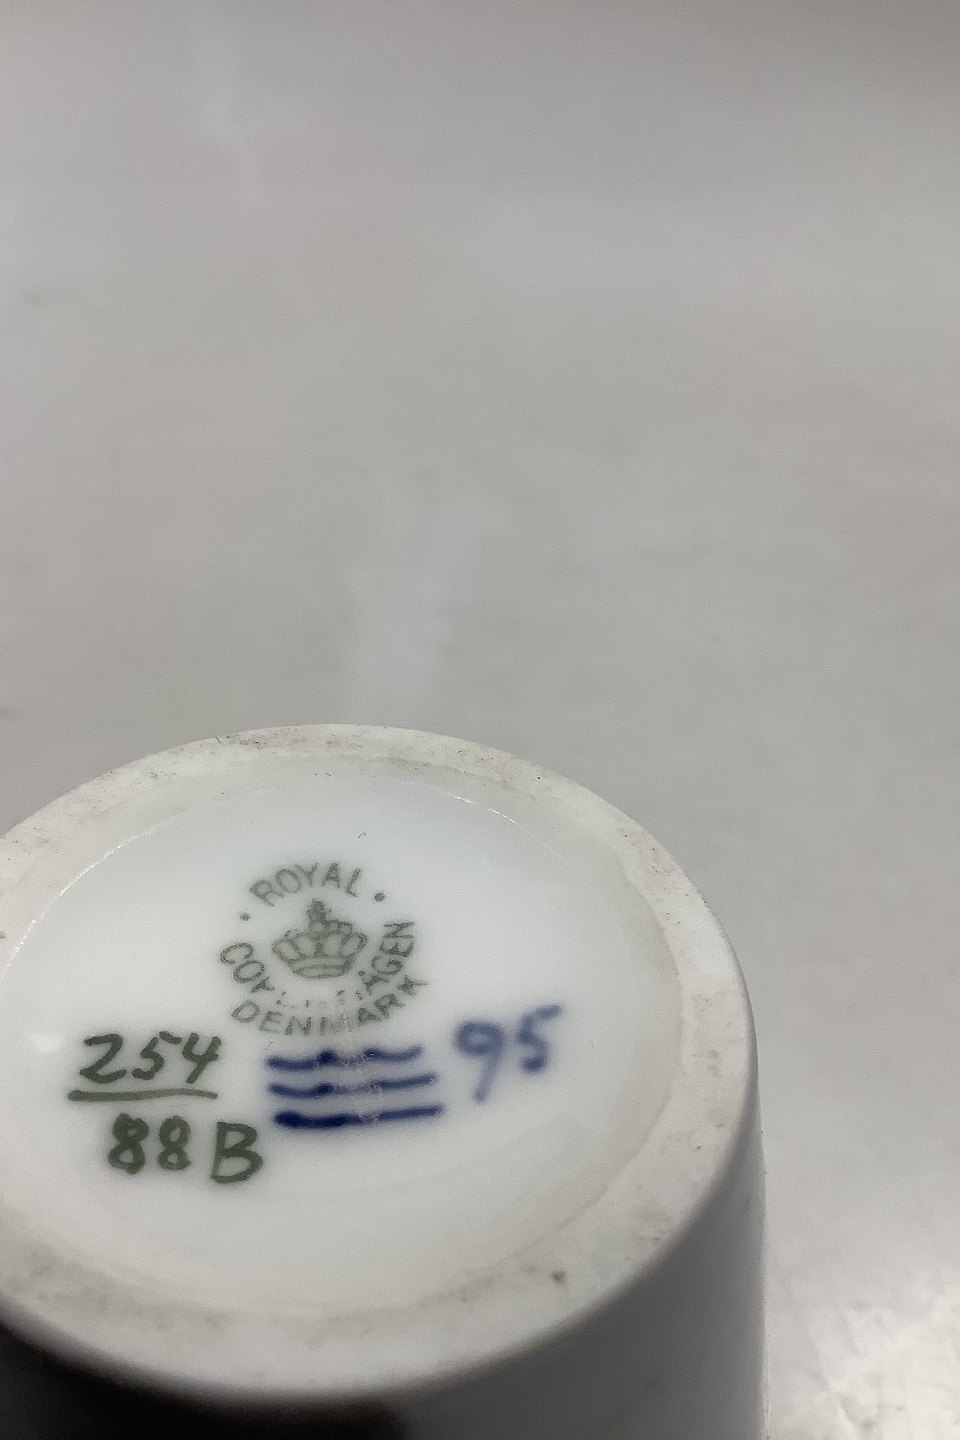 ROYAL
COPENHAGEN
DENMARK
254
88B
95